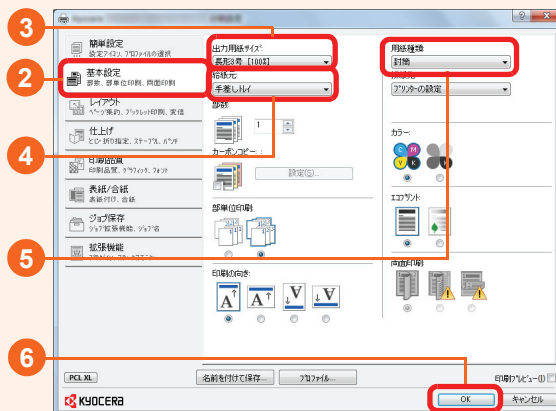 Kyocera
3
簡単設定
設定アイコン、プロファイルの選択
2
基本設定
部数、部単位印刷、両面印刷
レイアウト
ページ集約、ブックレット印刷、変倍
仕上げ
とじ・折り指定、ステープル、パンチ
印刷品質
印刷品質、グラフィック、フォント
表紙/合紙
表紙付け、合紙
ジョブ保存
ジョブ拡張機能、ジョブ名
拡張機能
出力用紙サイズ:
長形3号 [100%]
給紙元:
手差しトレイ
4
部数:
1
カーボンコピー:
設定(S)...
部単位印刷:
印刷の向き:
用紙種類:
封筒
プリンターの設定
カラー:
C M Y K
エコプリント:
5
両面印刷:
6
PCL XL
名前を付けて保存...
プロファイル...
印刷プレビュー(I)
KYOCERA
OK
キャンセル